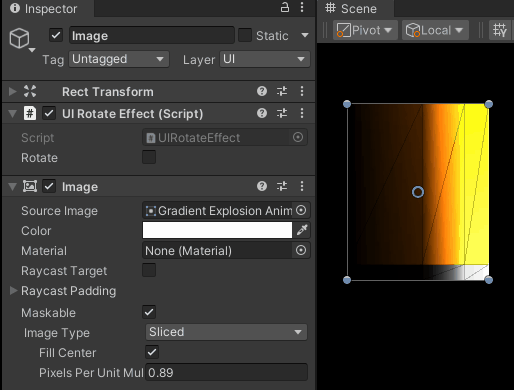 Inspector
Scene
Image
Static
Pivot
Local
Tag Untagged Layer UI
Rect Transform
UI Rotate Effect (Script)
Script UIRotateEffect
Rotate
Image
Source Image Gradient Explosion Anim
Color
Material None (Material)
Raycast Target
Raycast Padding
Maskable
Image Type Sliced
Fill Center
Pixels Per Unit Mul 0.89